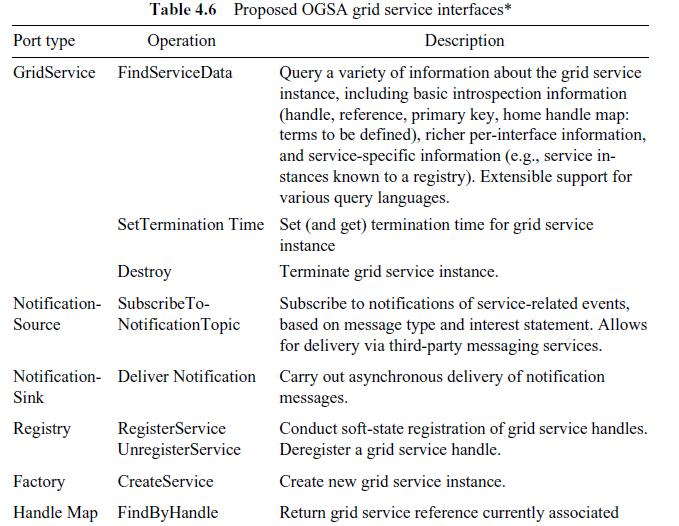 Table 4.6 Proposed OGSA grid service interfaces*
Port type Operation Description
GridService FindServiceData Query a variety of information about the grid service
instance, including basic introspection information
(handle, reference, primary key, home handle map:
terms to be defined), richer per-interface information,
and service-specific information (e.g., service in-
stances known to a registry). Extensible support for
various query languages.
SetTermination Time Set (and get) termination time for grid service
instance
Destroy Terminate grid service instance.
Notification- SubscribeTo- Subscribe to notifications of service-related events,
Source NotificationTopic based on message type and interest statement. Allows
for delivery via third-party messaging services.
Notification- Deliver Notification Carry out asynchronous delivery of notification
Sink messages.
Registry RegisterService Conduct soft-state registration of grid service handles.
UnregisterService Deregister a grid service handle.
Factory CreateService Create new grid service instance.
Handle Map FindByHandle Return grid service reference currently associated